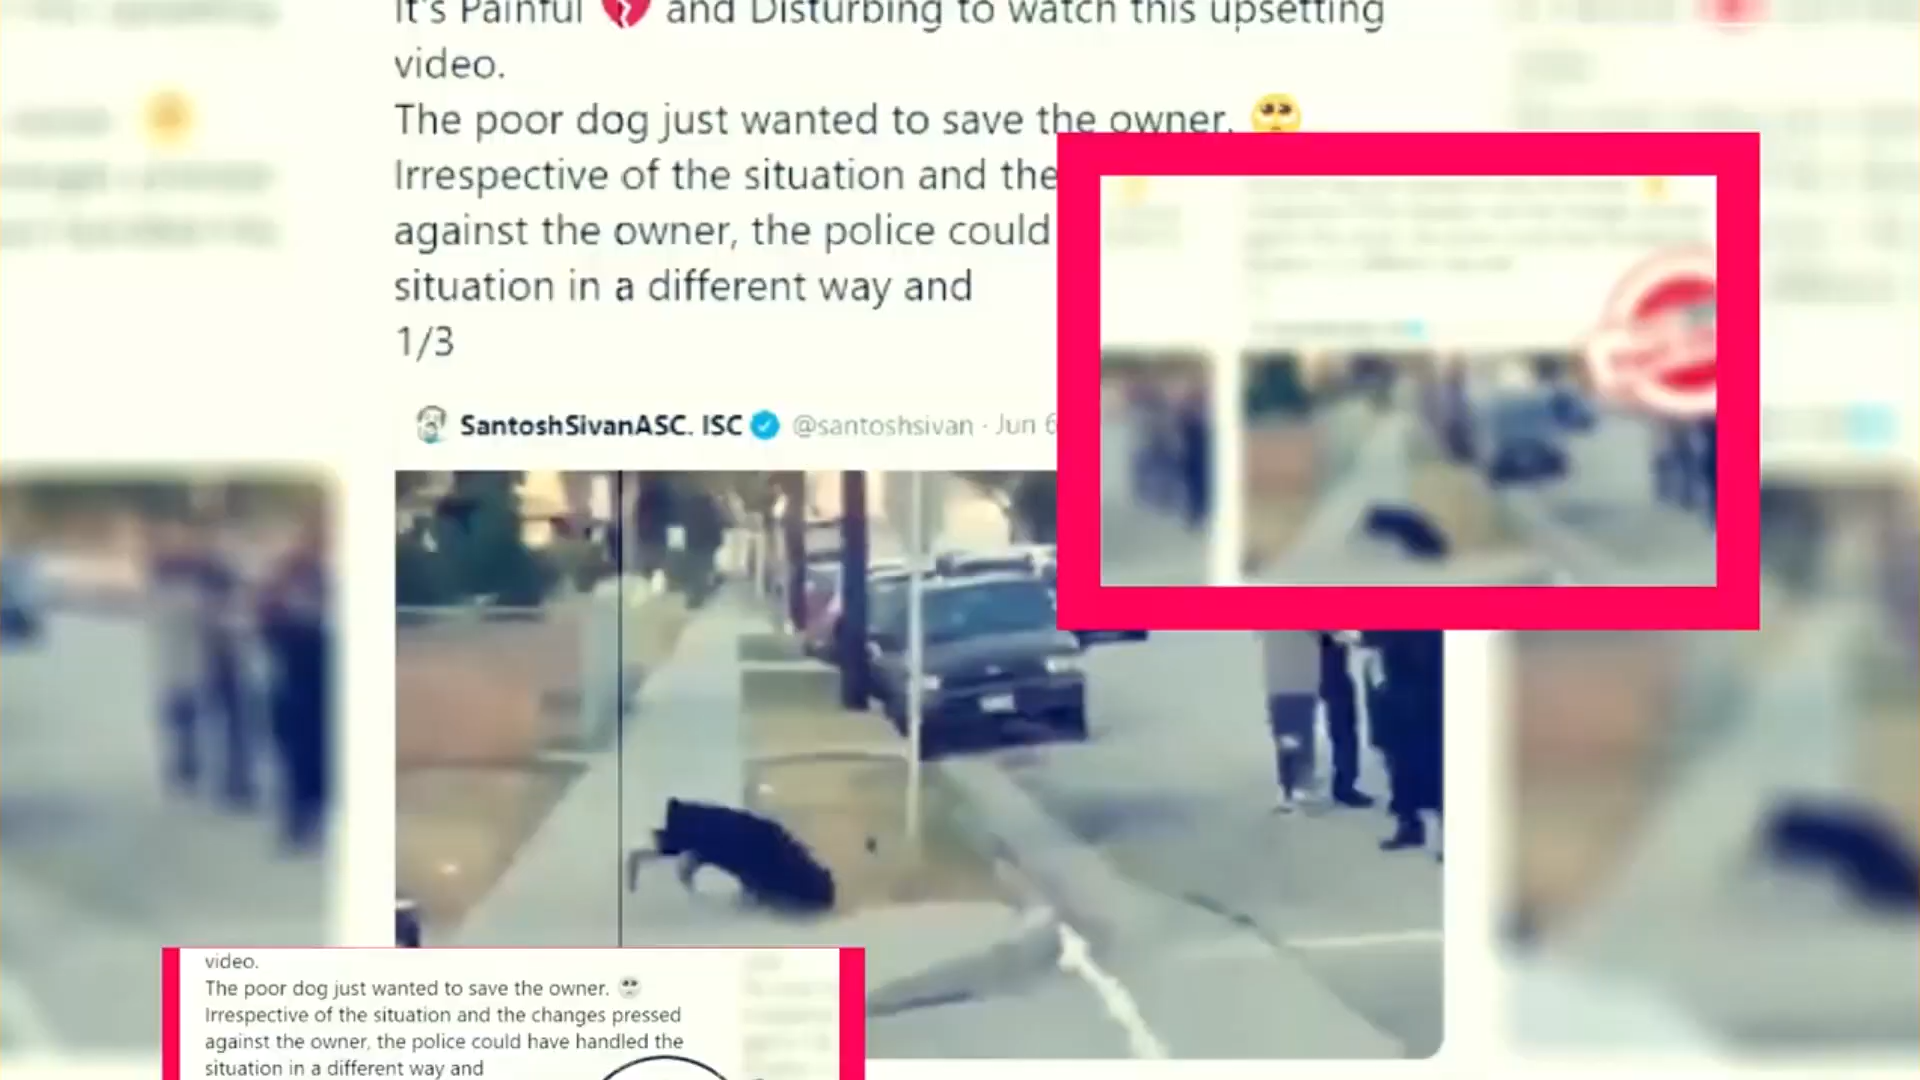 It's Painful 💔 and Disturbing to watch this upsetting
video.
The poor dog just wanted to save the owner. 🥺
Irrespective of the situation and the
against the owner, the police could
situation in a different way and
1/3
SantoshSivanASC. ISC @santoshsivan · Jun 6
video.
The poor dog just wanted to save the owner. 🥺
Irrespective of the situation and the changes pressed
against the owner, the police could have handled the
situation in a different way and